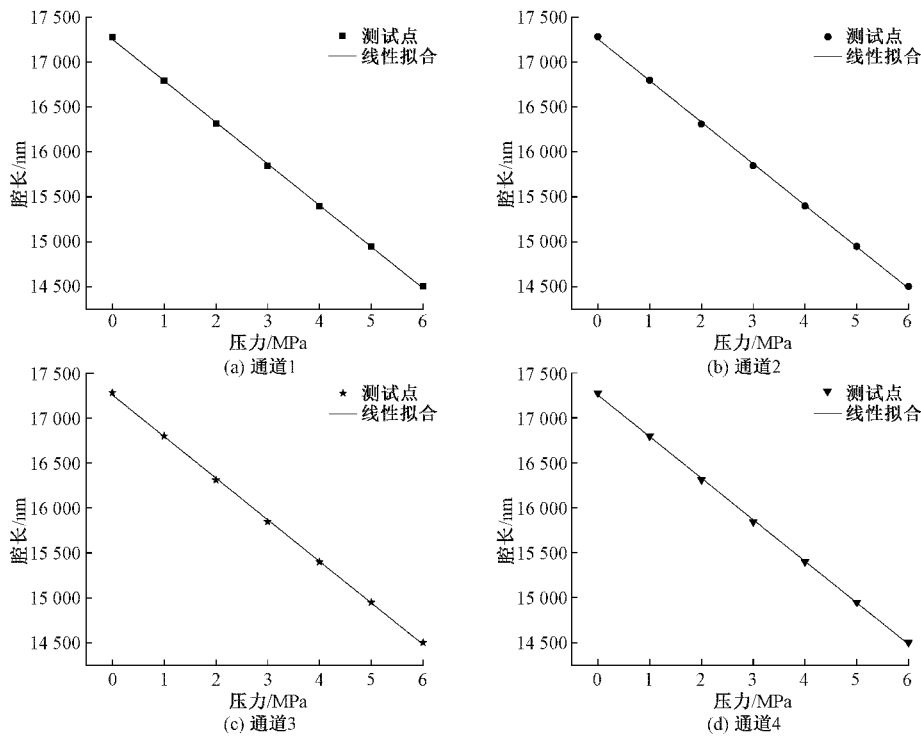 17 500
17 000
16 500
16 000
15 500
15 000
14 500
腔长/nm
■ 测试点
— 线性拟合
0 1 2 3 4 5 6
压力/MPa
(a) 通道1
17 500
17 000
16 500
16 000
15 500
15 000
14 500
腔长/nm
● 测试点
— 线性拟合
0 1 2 3 4 5 6
压力/MPa
(b) 通道2
17 500
17 000
16 500
16 000
15 500
15 000
14 500
腔长/nm
★ 测试点
— 线性拟合
0 1 2 3 4 5 6
压力/MPa
(c) 通道3
17 500
17 000
16 500
16 000
15 500
15 000
14 500
腔长/nm
▼ 测试点
— 线性拟合
0 1 2 3 4 5 6
压力/MPa
(d) 通道4